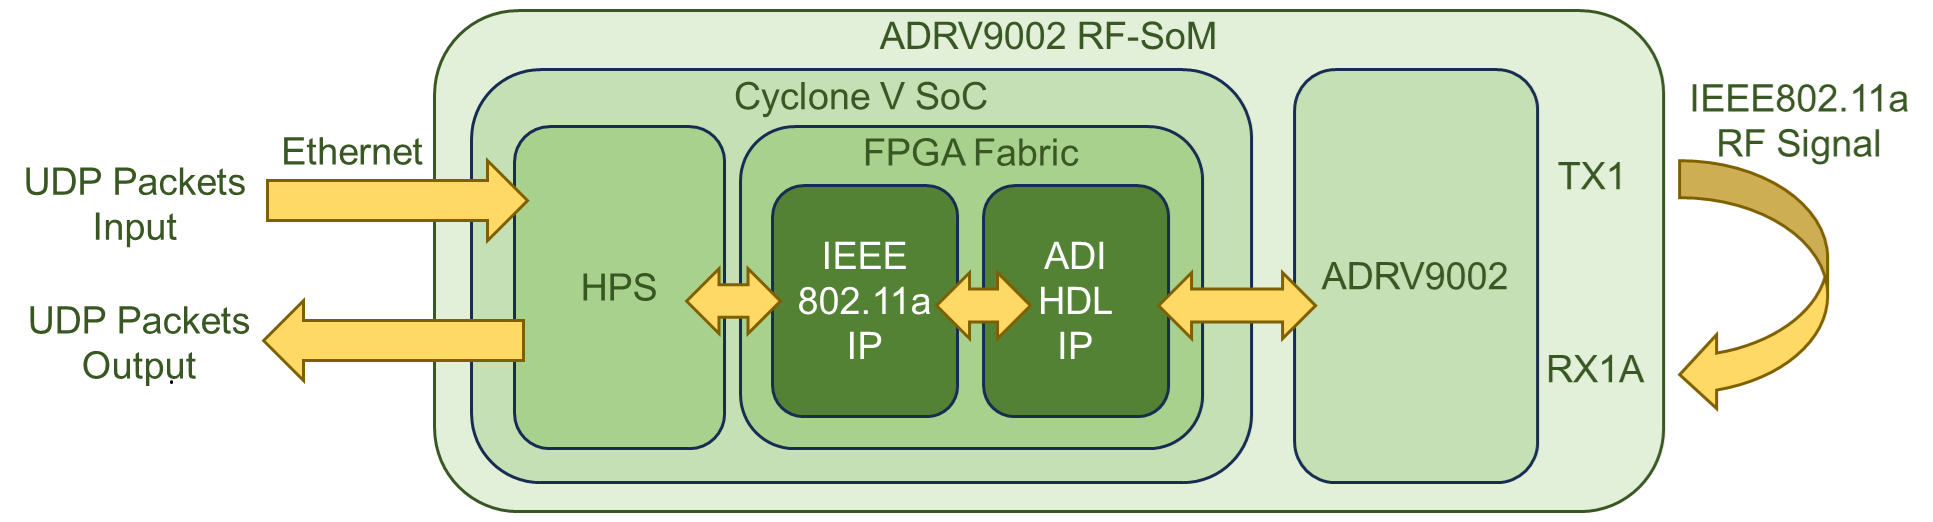 ADRV9002 RF-SoM
Cyclone V SoC
FPGA Fabric
Ethernet
UDP Packets
Input
UDP Packets
Output
HPS
IEEE
802.11a
IP
ADI
HDL
IP
ADRV9002
TX1
RX1A
IEEE802.11a
RF Signal